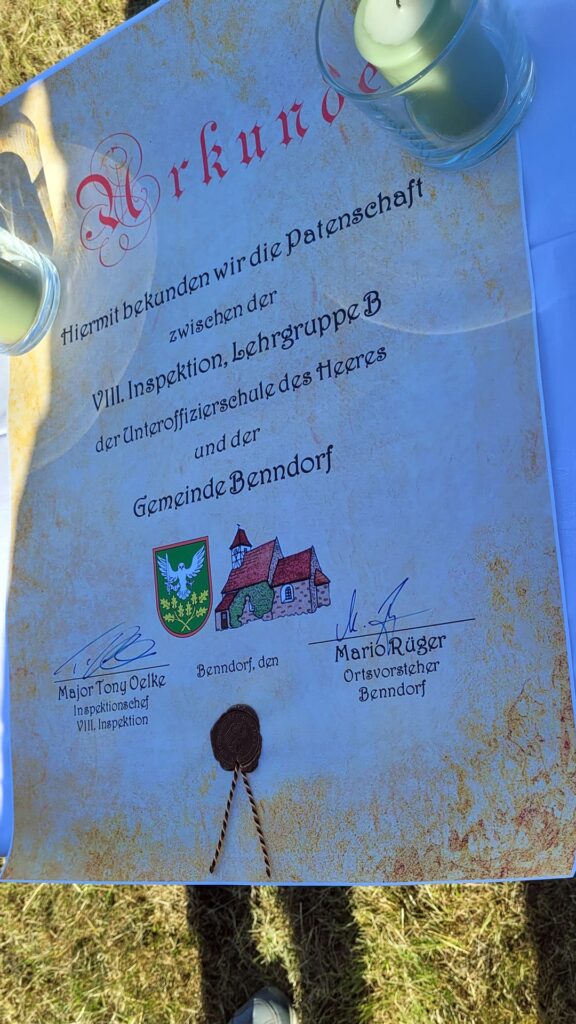 Urkunde
Hiermit bekunden wir die Patenschaft
zwischen der
VIII. Inspektion, Lehrgruppe B
der Unteroffizierschule des Heeres
und der
Gemeinde Benndorf
Major Tony Oelke
Inspektionschef
VIII. Inspektion
Benndorf, den
Mario Rüger
Ortsvorsteher
Benndorf